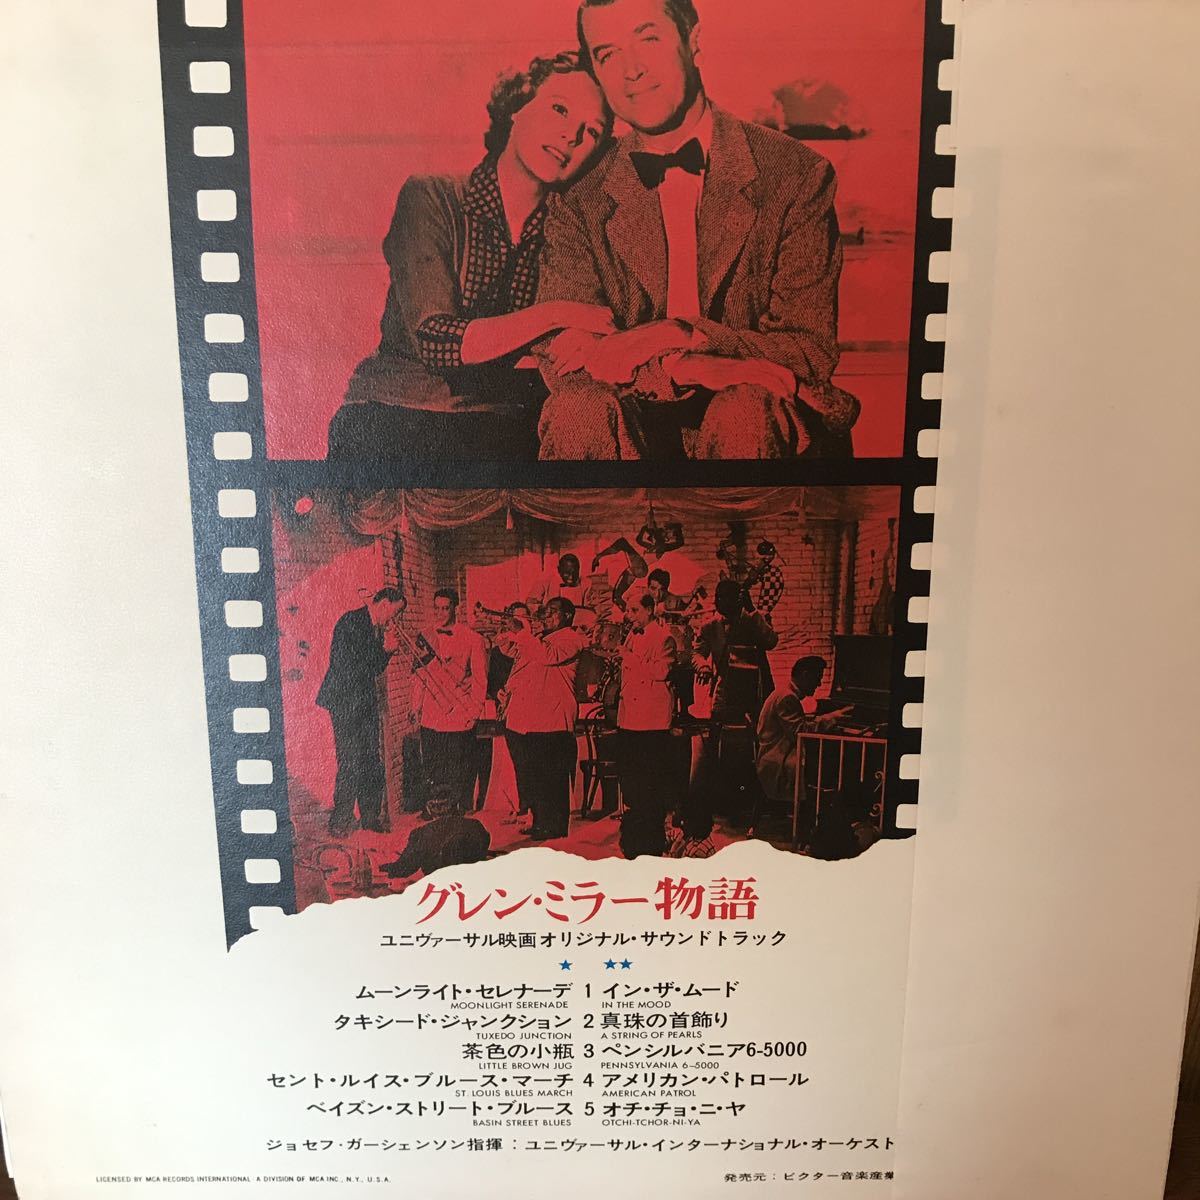 グレン・ミラー物語
ユニヴァーサル映画オリジナル・サウンドトラック
★ ★★
ムーンライト・セレナーデ 1 イン・ザ・ムード
MOONLIGHT SERENADE IN THE MOOD
タキシード・ジャンクション 2 真珠の首飾り
TUXEDO JUNCTION A STRING OF PEARLS
茶色の小瓶 3 ペンシルバニア6-5000
LITTLE BROWN JUG PENNSYLVANIA 6-5000
セント・ルイス・ブルース・マーチ 4 アメリカン・パトロール
ST. LOUIS BLUES MARCH AMERICAN PATROL
ベイズン・ストリート・ブルース 5 オチ・チョ・ニ・ヤ
BASIN STREET BLUES OTCHI-TCHOR-NI-YA
ジョセフ・ガーシェンソン指揮：ユニヴァーサル・インターナショナル・オーケスト
LICENSED BY MCA RECORDS INTERNATIONAL A DIVISION OF MCA INC., N.Y., U.S.A. 発売元：ビクター音楽産業